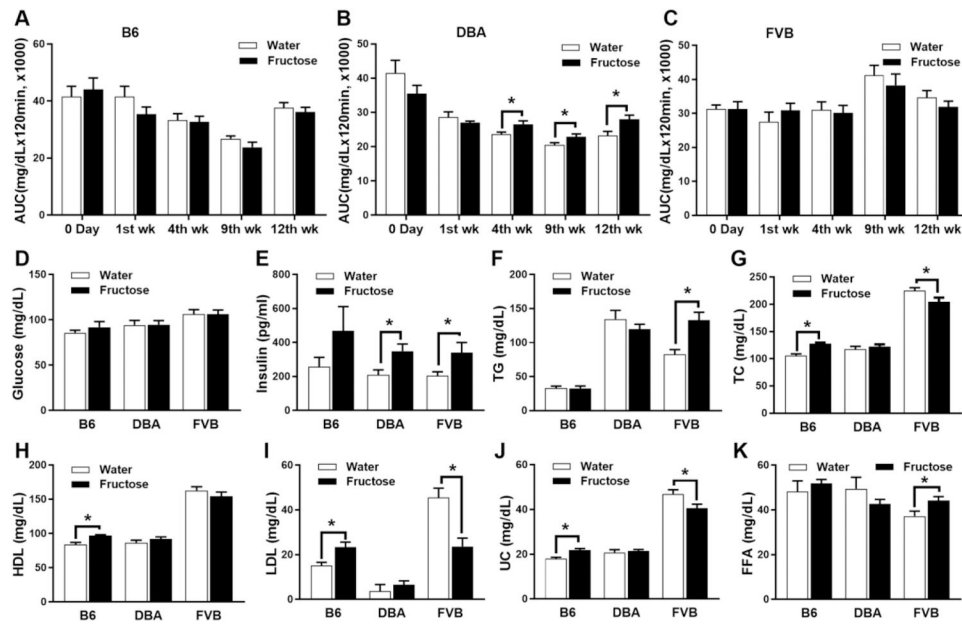 A
B6
AUC(mg/dLx120min, x1000)
60
40
20
0
Water
Fructose
0 Day 1st wk 4th wk 9th wk 12th wk
B
DBA
AUC(mg/dLx120min, x1000)
50
40
30
20
10
0
Water
Fructose
*
*
*
0 Day 1st wk 4th wk 9th wk 12th wk
C
FVB
AUC(mg/dLx120min, x1000)
50
40
30
20
10
0
Water
Fructose
0 Day 1st wk 4th wk 9th wk 12th wk
D
Glucose (mg/dL)
150
100
50
0
Water
Fructose
B6 DBA FVB
E
Insulin (pg/ml)
800
600
400
200
0
Water
Fructose
*
*
B6 DBA FVB
F
TG (mg/dL)
200
150
100
50
0
Water
Fructose
*
B6 DBA FVB
G
TC (mg/dL)
250
200
150
100
50
0
Water
Fructose
*
*
B6 DBA FVB
H
HDL (mg/dL)
200
150
100
50
0
Water
Fructose
*
B6 DBA FVB
I
LDL (mg/dL)
60
40
20
0
Water
Fructose
*
*
B6 DBA FVB
J
UC (mg/dL)
60
40
20
0
Water
Fructose
*
*
B6 DBA FVB
K
FFA (mg/dL)
60
40
20
0
Water
Fructose
*
B6 DBA FVB